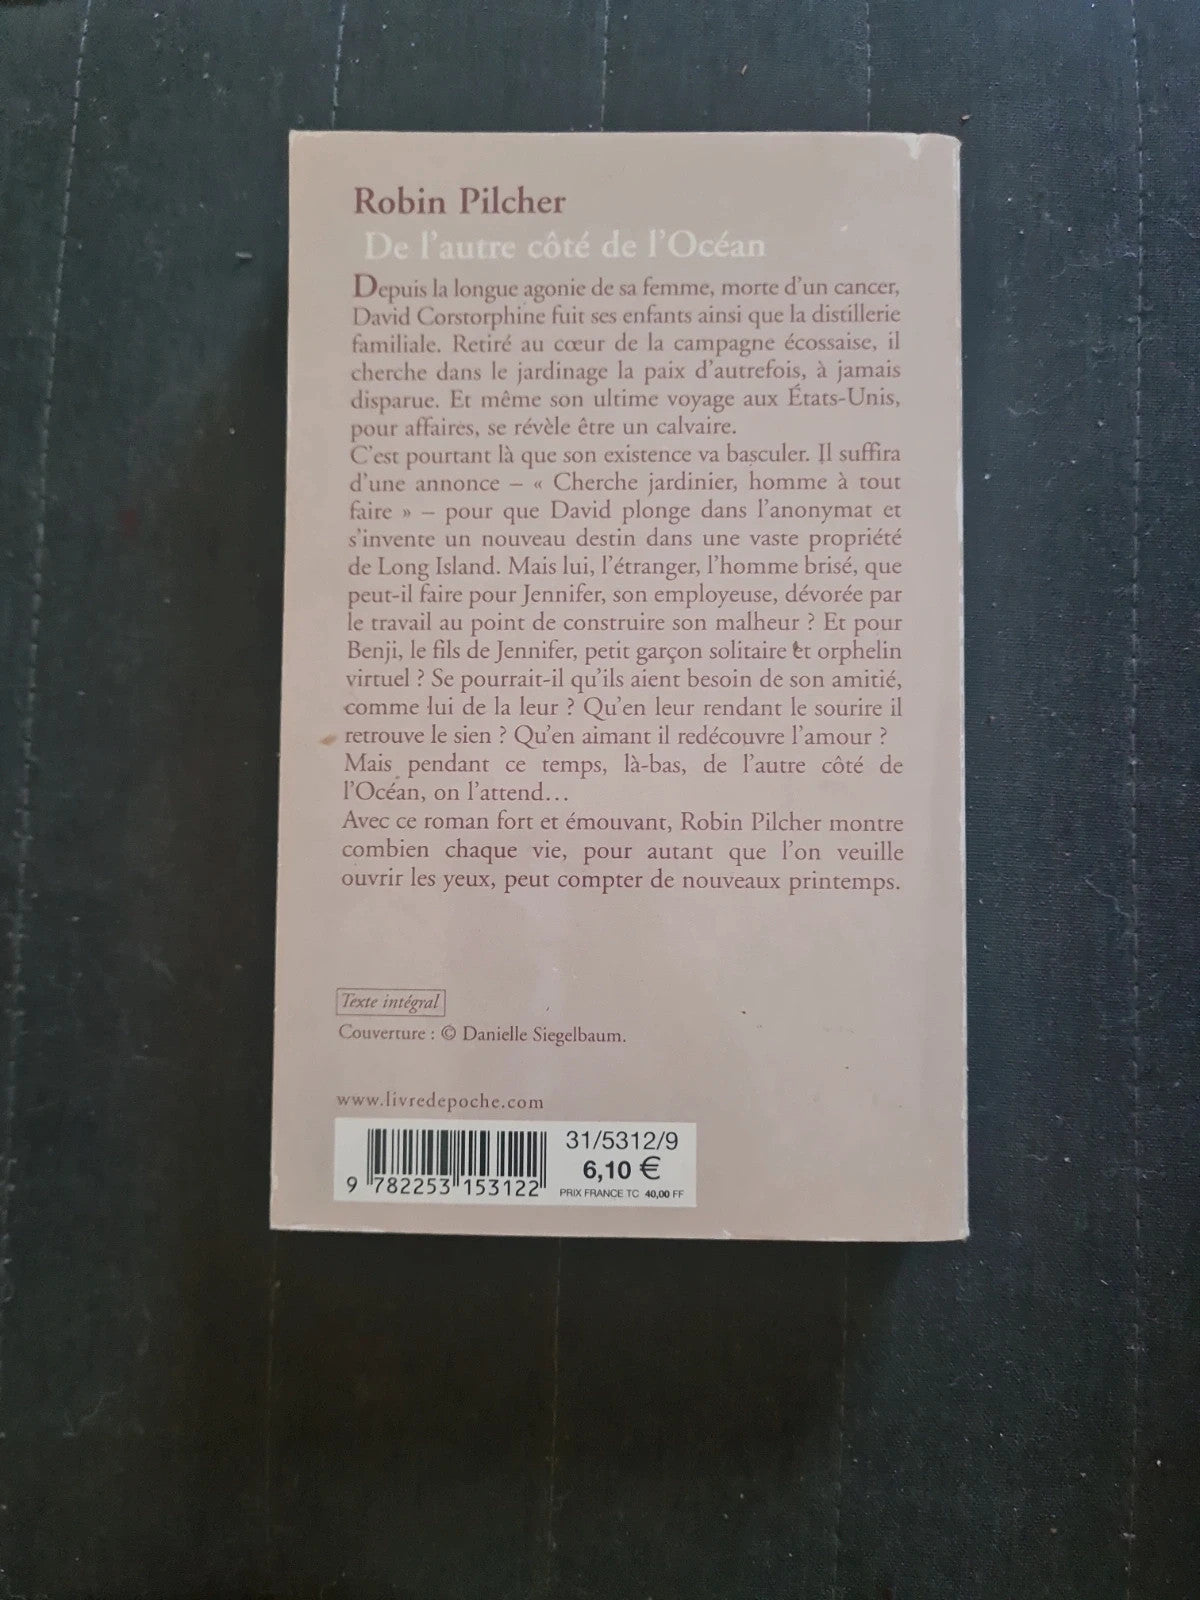 Robin Pilcher
De l'autre côté de l'Océan
Depuis la longue agonie de sa femme, morte d'un cancer,
David Corstorphine fuit ses enfants ainsi que la distillerie
familiale. Retiré au cœur de la campagne écossaise, il
cherche dans le jardinage la paix d'autrefois, à jamais
disparue. Et même son ultime voyage aux États-Unis,
pour affaires, se révèle être un calvaire.
C'est pourtant là que son existence va basculer. Il suffira
d'une annonce – « Cherche jardinier, homme à tout
faire » – pour que David plonge dans l'anonymat et
s'invente un nouveau destin dans une vaste propriété
de Long Island. Mais lui, l'étranger, l'homme brisé, que
peut-il faire pour Jennifer, son employeuse, dévorée par
le travail au point de construire son malheur ? Et pour
Benji, le fils de Jennifer, petit garçon solitaire et orphelin
virtuel ? Se pourrait-il qu'ils aient besoin de son amitié,
comme lui de la leur ? Qu'en leur rendant le sourire il
retrouve le sien ? Qu'en aimant il redécouvre l'amour ?
Mais pendant ce temps, là-bas, de l'autre côté de
l'Océan, on l'attend…
Avec ce roman fort et émouvant, Robin Pilcher montre
combien chaque vie, pour autant que l'on veuille
ouvrir les yeux, peut compter de nouveaux printemps.
Texte intégral
Couverture : © Danielle Siegelbaum.
www.livredepoche.com
31/5312/9
6,10 €
PRIX FRANCE TC 40,00 FF
9 782253 153122